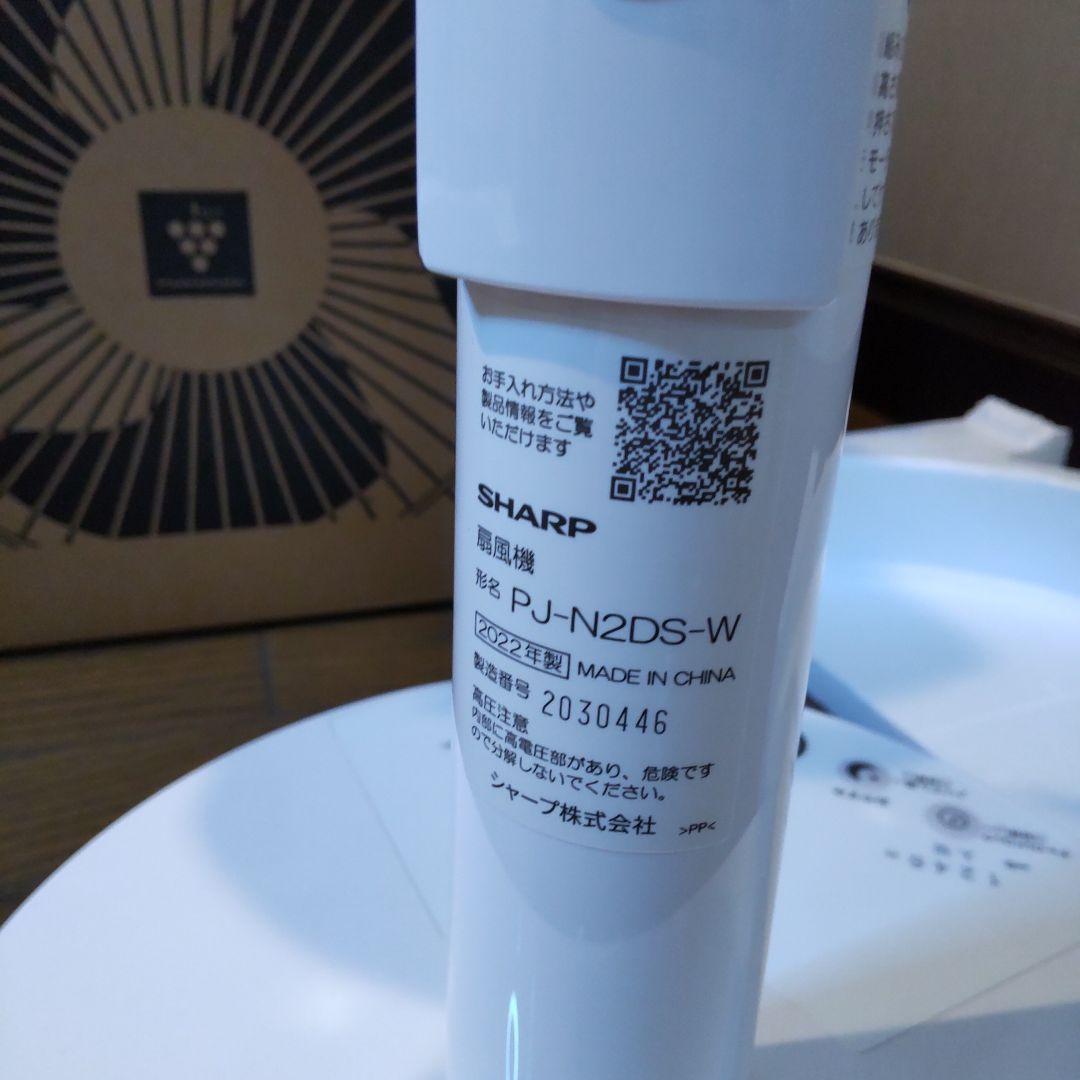 お手入れ方法や
製品情報をご覧
いただけます
SHARP
扇風機
形名 PJ-N2DS-W
2022年製 MADE IN CHINA
製造番号 2030446
高圧注意
内部に高電圧部があり、危険です
ので分解しないでください。
シャープ株式会社 >PP<